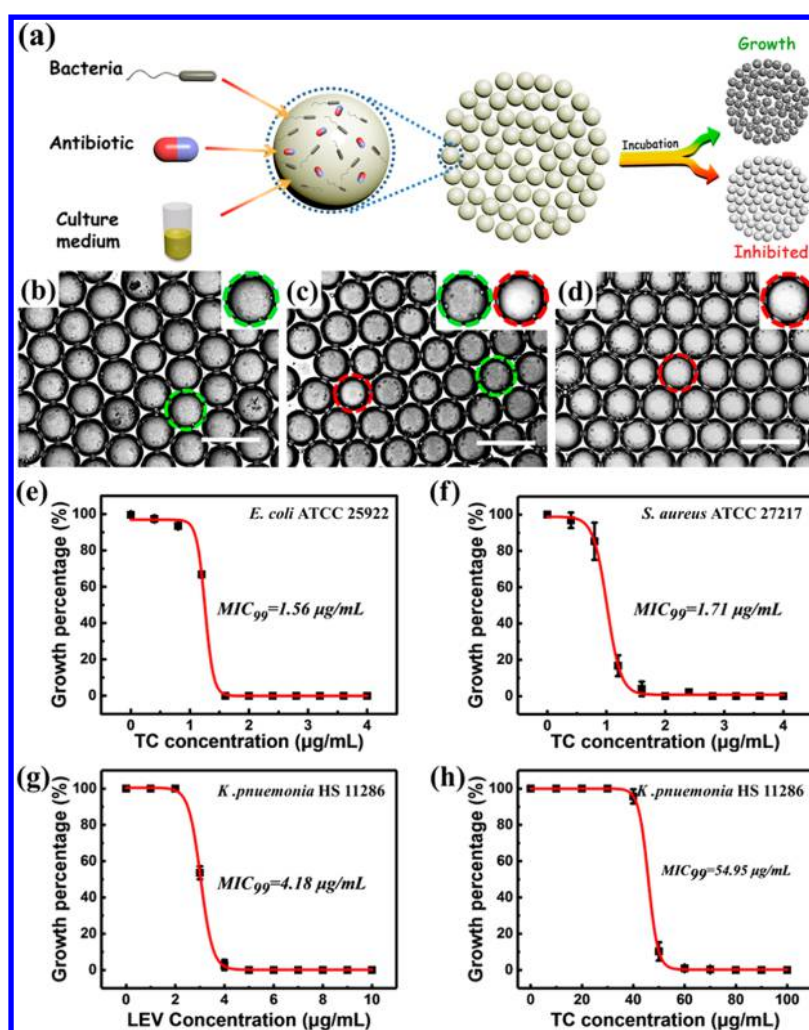 (a)
Bacteria
Antibiotic
Culture
medium
Incubation
Growth
Inhibited
(b)
(c)
(d)
(e)
E. coli ATCC 25922
MIC99=1.56 µg/mL
Growth percentage (%)
100
80
60
40
20
0
0 1 2 3 4
TC concentration (µg/mL)
(f)
S. aureus ATCC 27217
MIC99=1.71 µg/mL
Growth percentage (%)
100
80
60
40
20
0
0 1 2 3 4
TC concentration (µg/mL)
(g)
K .pnuemonia HS 11286
MIC99=4.18 µg/mL
Growth percentage (%)
100
80
60
40
20
0
0 2 4 6 8 10
LEV Concentration (µg/mL)
(h)
K .pnuemonia HS 11286
MIC99=54.95 µg/mL
Growth percentage (%)
100
80
60
40
20
0
0 20 40 60 80 100
TC concentration (µg/mL)